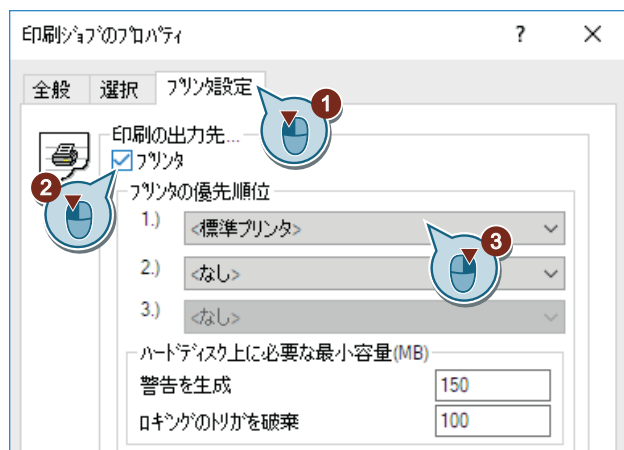 印刷ｼﾞｮﾌﾞのﾌﾟﾛﾊﾟﾃｨ ? ×
全般 選択 ﾌﾟﾘﾝﾀ設定
1
印刷の出力先...
ﾌﾟﾘﾝﾀ
2
ﾌﾟﾘﾝﾀの優先順位
1.) <標準プリンタ>
3
2.) <なし>
3.) <なし>
ﾊｰﾄﾞﾃﾞｨｽｸ上に必要な最小容量(MB)
警告を生成 150
ﾛｷﾞﾝｸﾞのﾄﾘｶﾞを破棄 100